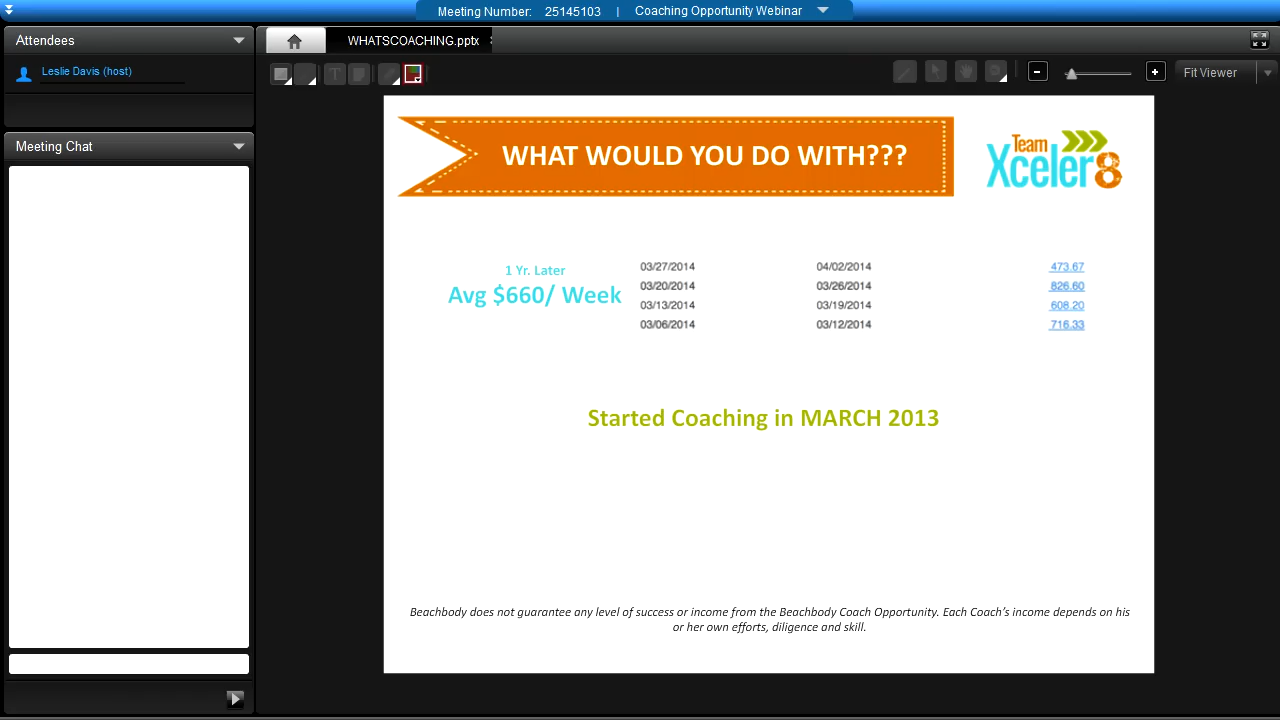 Meeting Number: 25145103 | Coaching Opportunity Webinar
Attendees
Leslie Davis (host)
Meeting Chat
WHATSCOACHING.pptx
T
Fit Viewer
WHAT WOULD YOU DO WITH???
Team
Xceler8
1 Yr. Later
Avg $660/ Week
03/27/2014 04/02/2014 473.67
03/20/2014 03/26/2014 826.60
03/13/2014 03/19/2014 608.20
03/06/2014 03/12/2014 716.33
Started Coaching in MARCH 2013
Beachbody does not guarantee any level of success or income from the Beachbody Coach Opportunity. Each Coach's income depends on his
or her own efforts, diligence and skill.